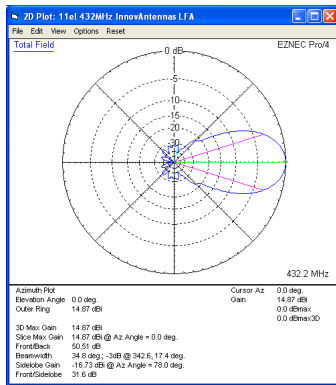 2D Plot: 11el 432MHz InnovAntennas LFA
File Edit View Options Reset
Total Field
EZNEC Pro/4
0 dB
-5
-10
-15
-20
-30
432.2 MHz
Azimuth Plot
Elevation Angle 0.0 deg.
Outer Ring 14.87 dBi
Cursor Az 0.0 deg.
Gain 14.87 dBi
0.0 dBmax
0.0 dBmax3D
3D Max Gain 14.87 dBi
Slice Max Gain 14.87 dBi @ Az Angle = 0.0 deg.
Front/Back 50.51 dB
Beamwidth 34.8 deg.; -3dB @ 342.6, 17.4 deg.
Sidelobe Gain -16.73 dBi @ Az Angle = 78.0 deg.
Front/Sidelobe 31.6 dB